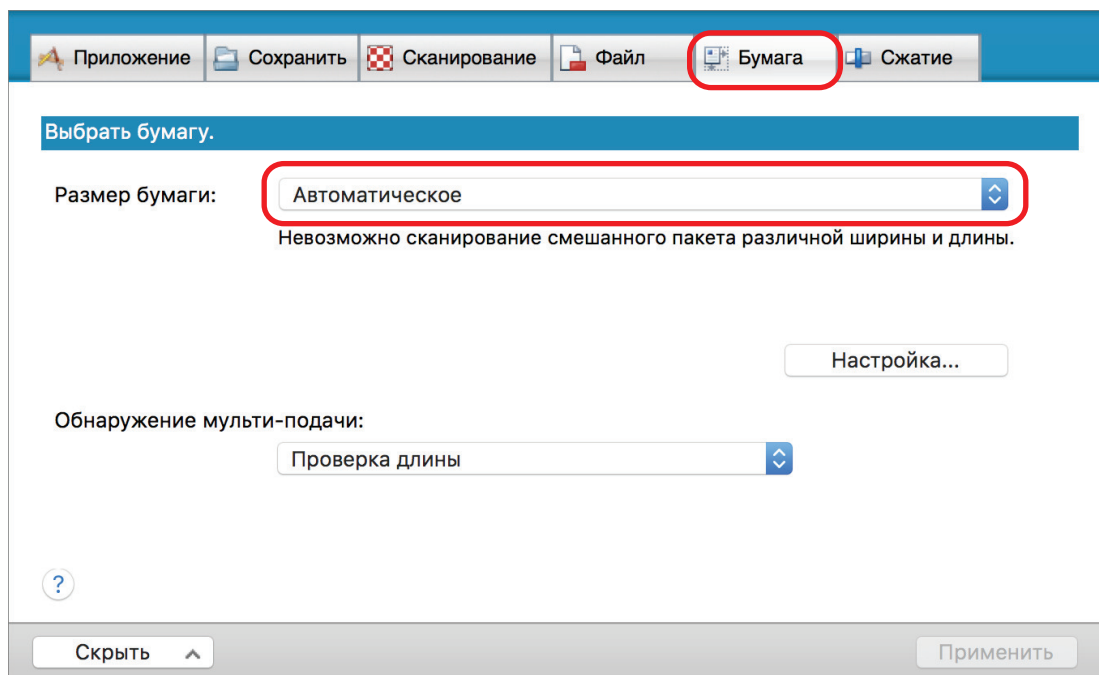 Приложение Сохранить Сканирование Файл Бумага Сжатие
Выбрать бумагу.
Размер бумаги: Автоматическое
Невозможно сканирование смешанного пакета различной ширины и длины.
Настройка...
Обнаружение мульти-подачи:
Проверка длины
?
Скрыть Применить